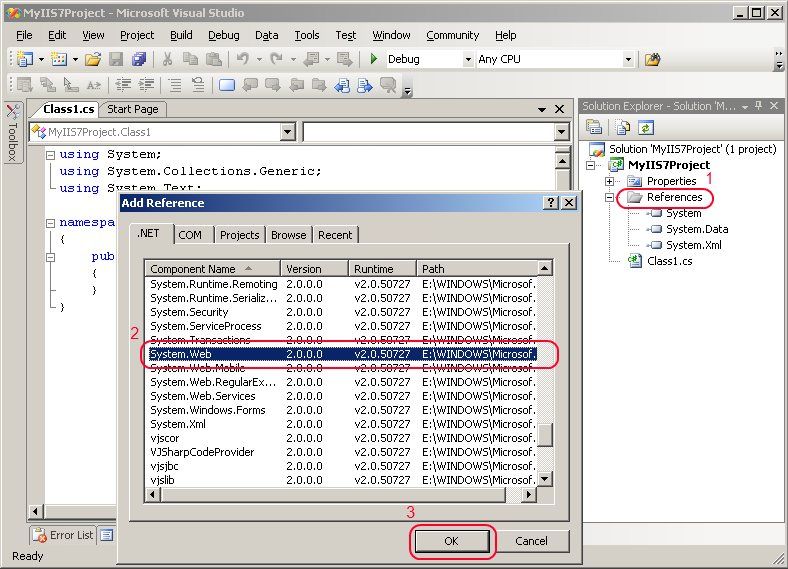 MyIIS7Project - Microsoft Visual Studio
File Edit View Project Build Debug Data Tools Test Window Community Help
Debug Any CPU
Toolbox
Class1.cs Start Page
MyIIS7Project.Class1
using System;
using System.Collections.Generic;
using System.Text;
namespac
{
pub
{
}
}
Add Reference
.NET COM Projects Browse Recent
Component Name Version Runtime Path
System.Runtime.Remoting 2.0.0.0 v2.0.50727 E:\WINDOWS\Microsof.
System.Runtime.Serializ... 2.0.0.0 v2.0.50727 E:\WINDOWS\Microsof.
System.Security 2.0.0.0 v2.0.50727 E:\WINDOWS\Microsof.
System.ServiceProcess 2.0.0.0 v2.0.50727 E:\WINDOWS\Microsof.
System.Transactions 2.0.0.0 v2.0.50727 E:\WINDOWS\Microsof.
2
System.Web 2.0.0.0 v2.0.50727 E:\WINDOWS\Microsof.
System.Web.Mobile 2.0.0.0 v2.0.50727 E:\WINDOWS\Microsof.
System.Web.RegularEx... 2.0.0.0 v2.0.50727 E:\WINDOWS\Microsof.
System.Web.Services 2.0.0.0 v2.0.50727 E:\WINDOWS\Microsof.
System.Windows.Forms 2.0.0.0 v2.0.50727 E:\WINDOWS\Microsof.
System.Xml 2.0.0.0 v2.0.50727 E:\WINDOWS\Microsof.
vjscor 2.0.0.0 v2.0.50727 E:\WINDOWS\Microsof.
VJSharpCodeProvider 2.0.0.0 v2.0.50727 E:\WINDOWS\Microsof.
vjsjbc 2.0.0.0 v2.0.50727 E:\WINDOWS\Microsof.
vjslib 2.0.0.0 v2.0.50727 E:\WINDOWS\Microsof.
3
OK Cancel
Solution Explorer - Solution 'M...
Solution 'MyIIS7Project' (1 project)
MyIIS7Project
1
Properties
References
System
System.Data
System.Xml
Class1.cs
Error List
Ready